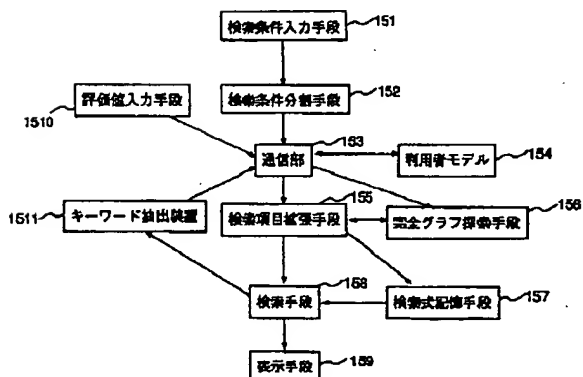 検索条件入力手段
151
検索条件分割手段
152
評価値入力手段
1510
通信部
153
利用者モデル
154
キーワード抽出装置
1511
検索項目拡張手段
155
完全グラフ探索手段
156
検索手段
158
検索式記憶手段
157
表示手段
159